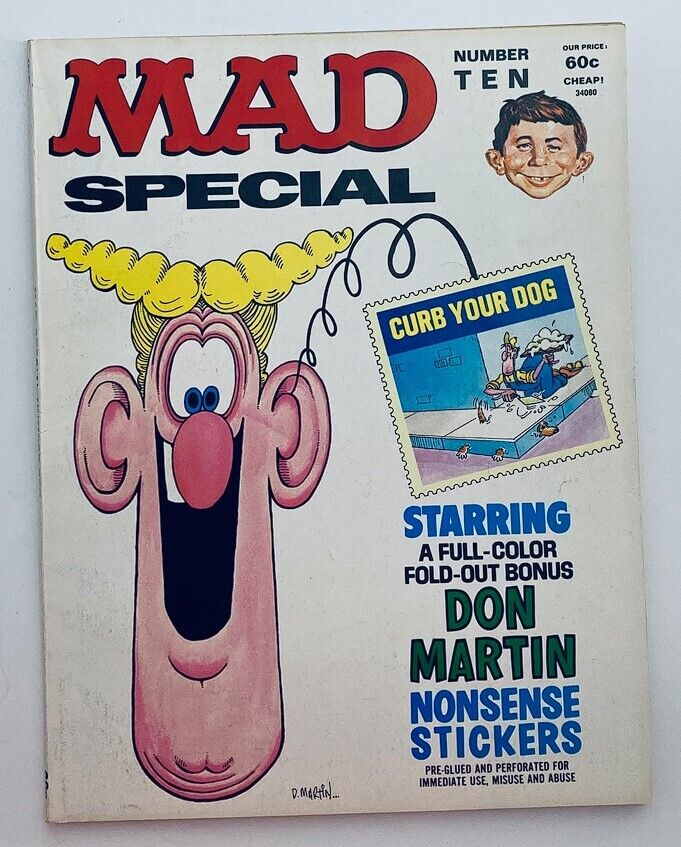 MAD
SPECIAL
NUMBER
TEN
OUR PRICE:
60c
CHEAP!
34080
CURB YOUR DOG
STARRING
A FULL-COLOR
FOLD-OUT BONUS
DON
MARTIN
NONSENSE
STICKERS
PRE-GLUED AND PERFORATED FOR
IMMEDIATE USE, MISUSE AND ABUSE
D. MARTIN...